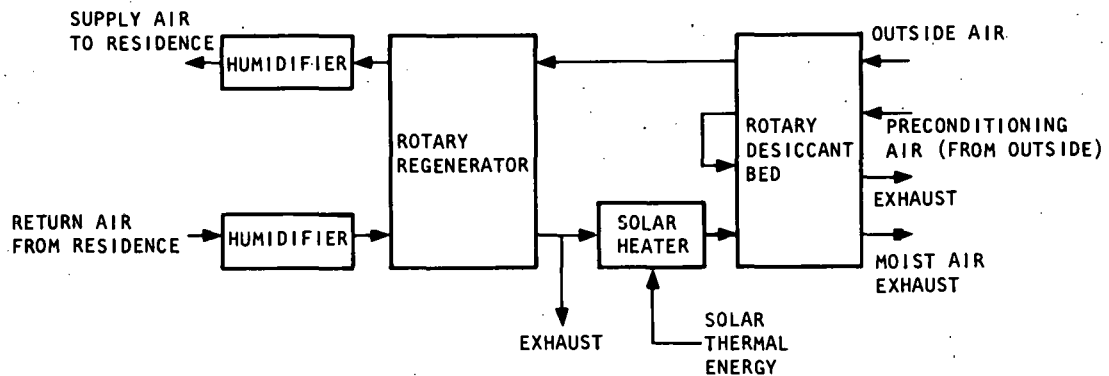 SUPPLY AIR
TO RESIDENCE
HUMIDIFIER
ROTARY
REGENERATOR
OUTSIDE AIR
ROTARY
DESICCANT
BED
PRECONDITIONING
AIR (FROM OUTSIDE)
EXHAUST
RETURN AIR
FROM RESIDENCE
HUMIDIFIER
SOLAR
HEATER
MOIST AIR
EXHAUST
EXHAUST
SOLAR
THERMAL
ENERGY